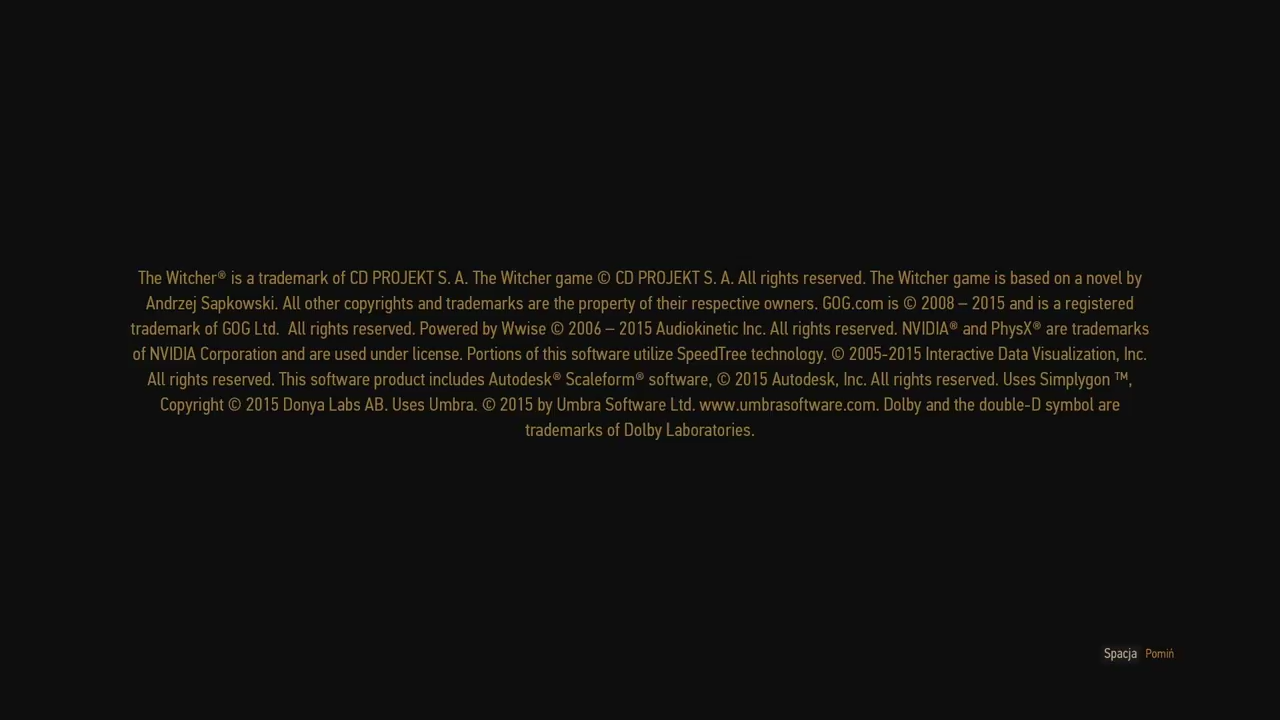 The Witcher® is a trademark of CD PROJEKT S. A. The Witcher game © CD PROJEKT S. A. All rights reserved. The Witcher game is based on a novel by
Andrzej Sapkowski. All other copyrights and trademarks are the property of their respective owners. GOG.com is © 2008 – 2015 and is a registered
trademark of GOG Ltd.  All rights reserved. Powered by Wwise © 2006 – 2015 Audiokinetic Inc. All rights reserved. NVIDIA® and PhysX® are trademarks
of NVIDIA Corporation and are used under license. Portions of this software utilize SpeedTree technology. © 2005-2015 Interactive Data Visualization, Inc.
All rights reserved. This software product includes Autodesk® Scaleform® software, © 2015 Autodesk, Inc. All rights reserved. Uses Simplygon ™,
Copyright © 2015 Donya Labs AB. Uses Umbra. © 2015 by Umbra Software Ltd. www.umbrasoftware.com. Dolby and the double-D symbol are
trademarks of Dolby Laboratories.
Spacja Pomiń